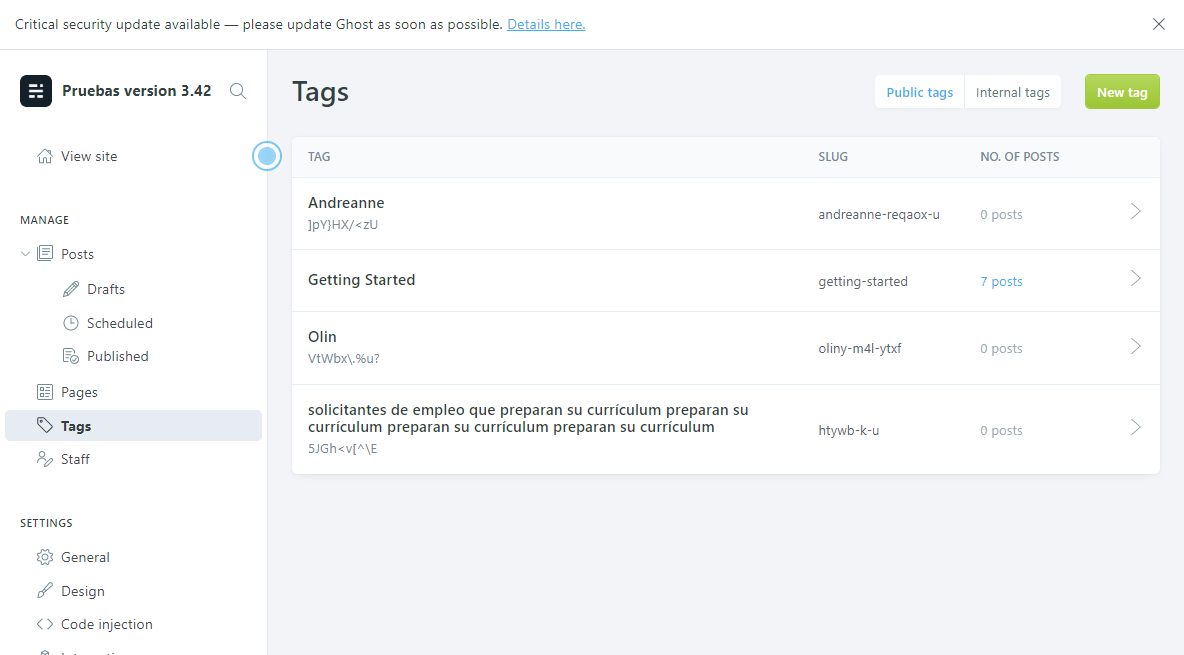 Critical security update available — please update Ghost as soon as possible. Details here.
Pruebas version 3.42
View site
MANAGE
Posts
Drafts
Scheduled
Published
Pages
Tags
Staff
SETTINGS
General
Design
Code injection
Tags
Public tags
Internal tags
New tag
TAG SLUG NO. OF POSTS
Andreanne
]pY}HX/<zU
andreanne-reqaox-u
0 posts
Getting Started
getting-started
7 posts
Olin
VtWbx\.%u?
oliny-m4l-ytxf
0 posts
solicitantes de empleo que preparan su currículum preparan su
currículum preparan su currículum preparan su currículum
5JGh<v[^\E
htywb-k-u
0 posts